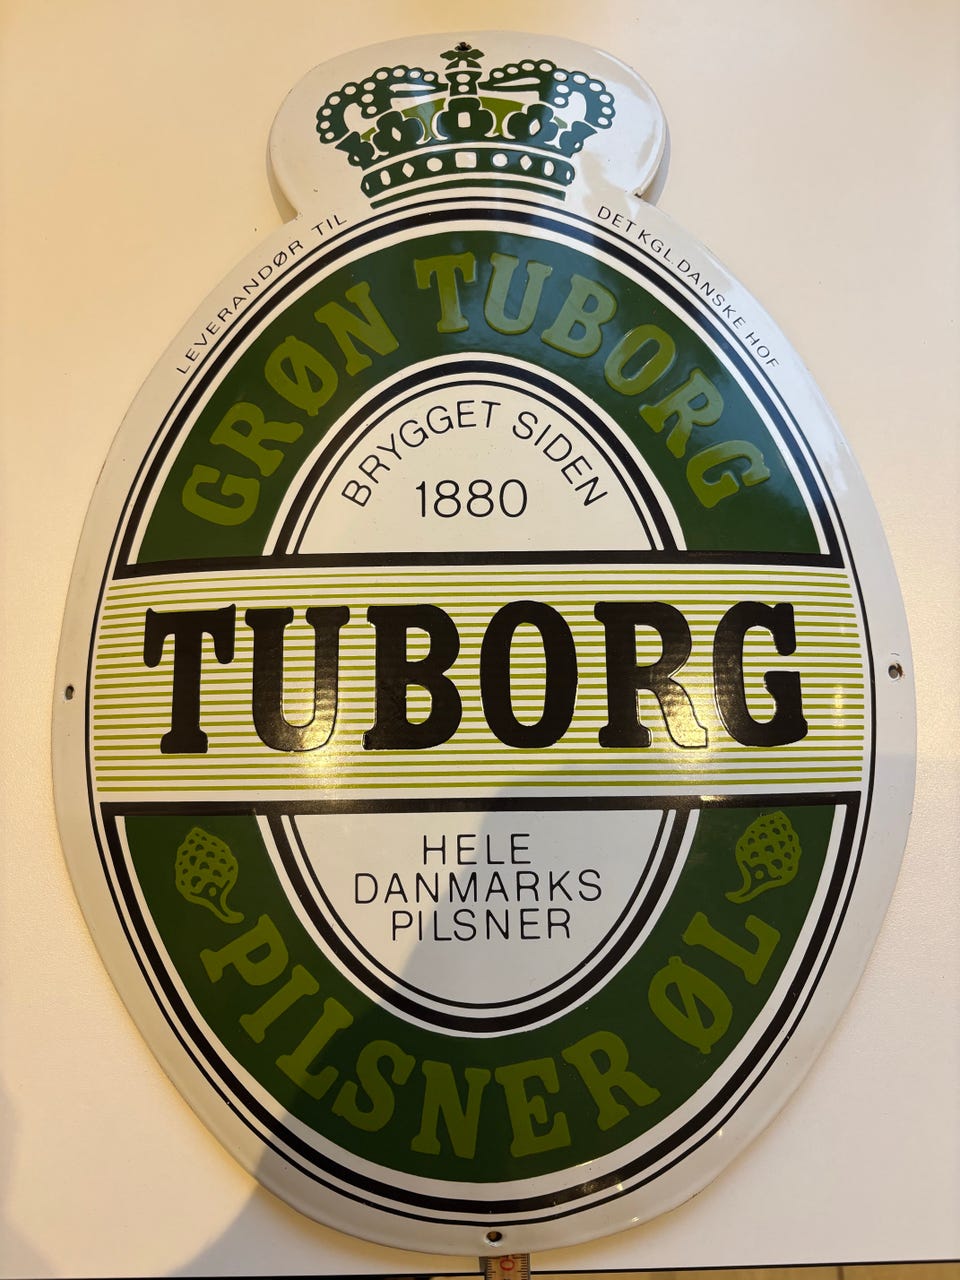 LEVERANDØR TIL
DET KGL. DANSKE HOF
GRØN TUBORG
BRYGGET SIDEN
1880
TUBORG
HELE
DANMARKS
PILSNER
PILSNER ØL